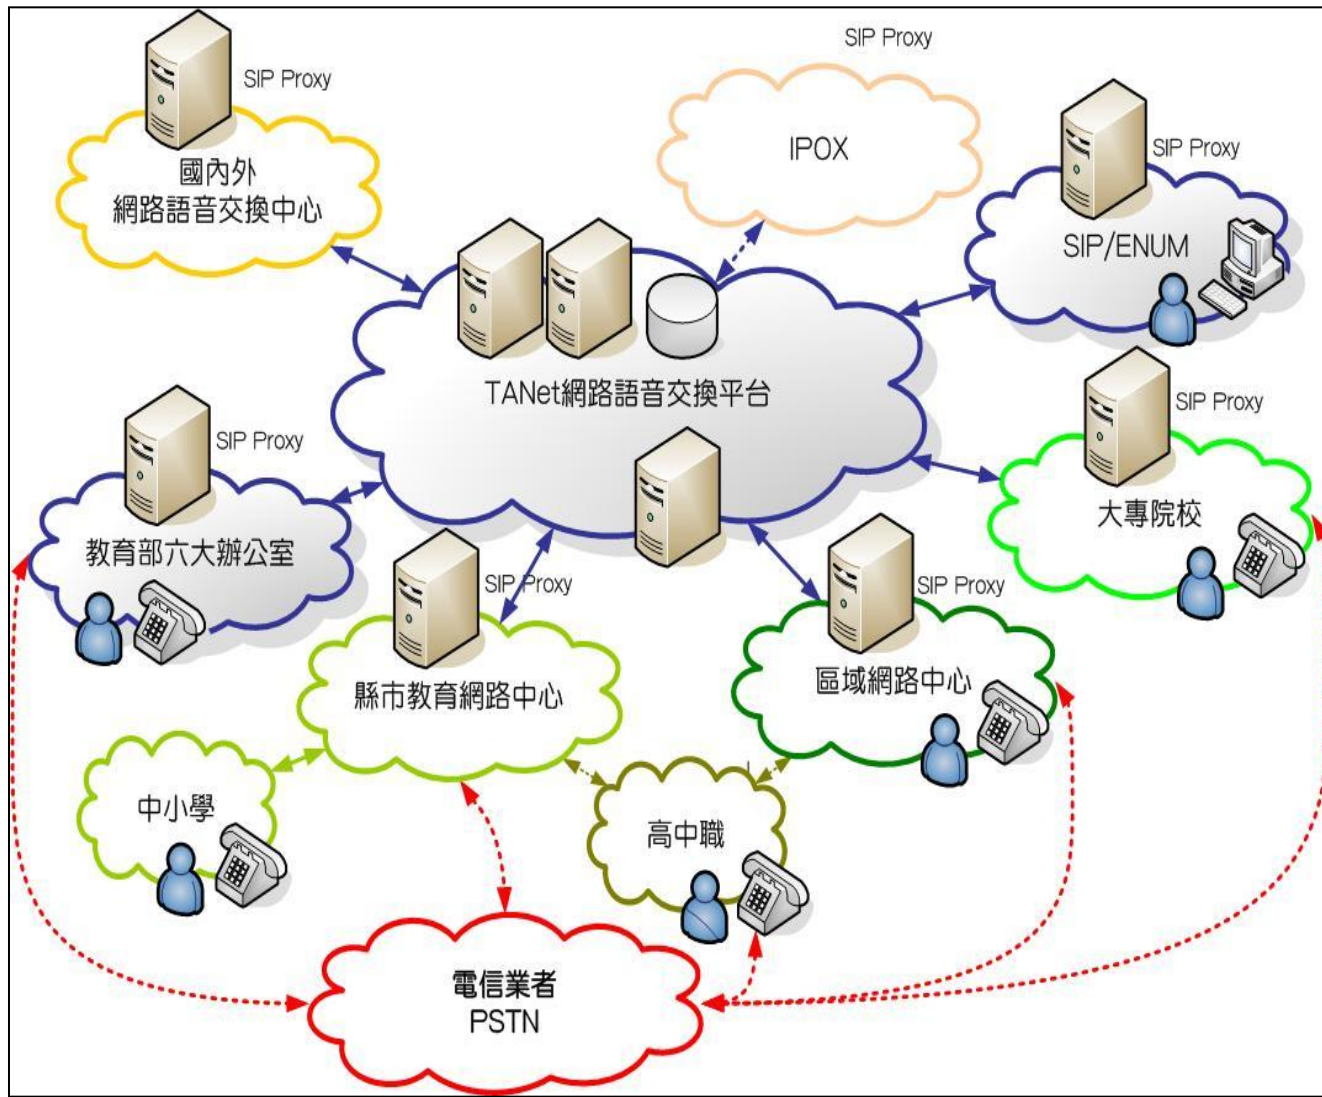 SIP Proxy
SIP Proxy
國內外
網路語音交換中心
IPOX
SIP Proxy
SIP/ENUM
TANet網路語音交換平台
SIP Proxy
SIP Proxy
大專院校
教育部六大辦公室
SIP Proxy
SIP Proxy
縣市教育網路中心
區域網路中心
中小學
高中職
電信業者
PSTN